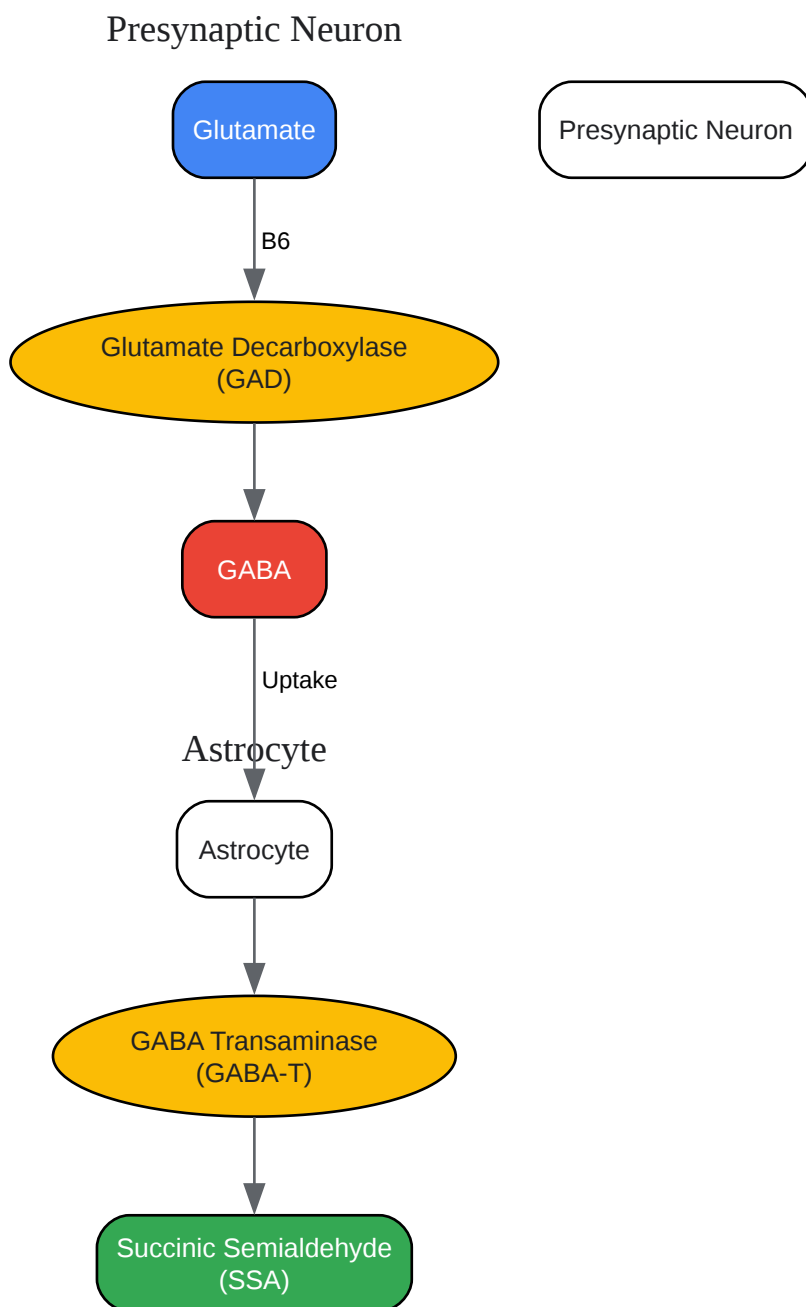 Presynaptic Neuron
Glutamate
Presynaptic Neuron
B6
Glutamate Decarboxylase
(GAD)
GABA
Uptake
Astrocyte
Astrocyte
GABA Transaminase
(GABA-T)
Succinic Semialdehyde
(SSA)